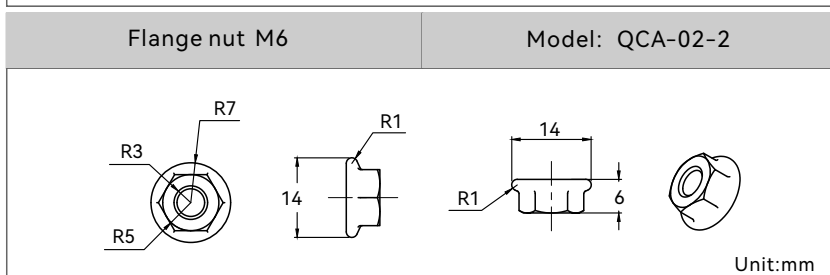 Flange nut M6
Model: QCA-02-2
R7
R3
R5
R1
14
14
R1
6
Unit:mm